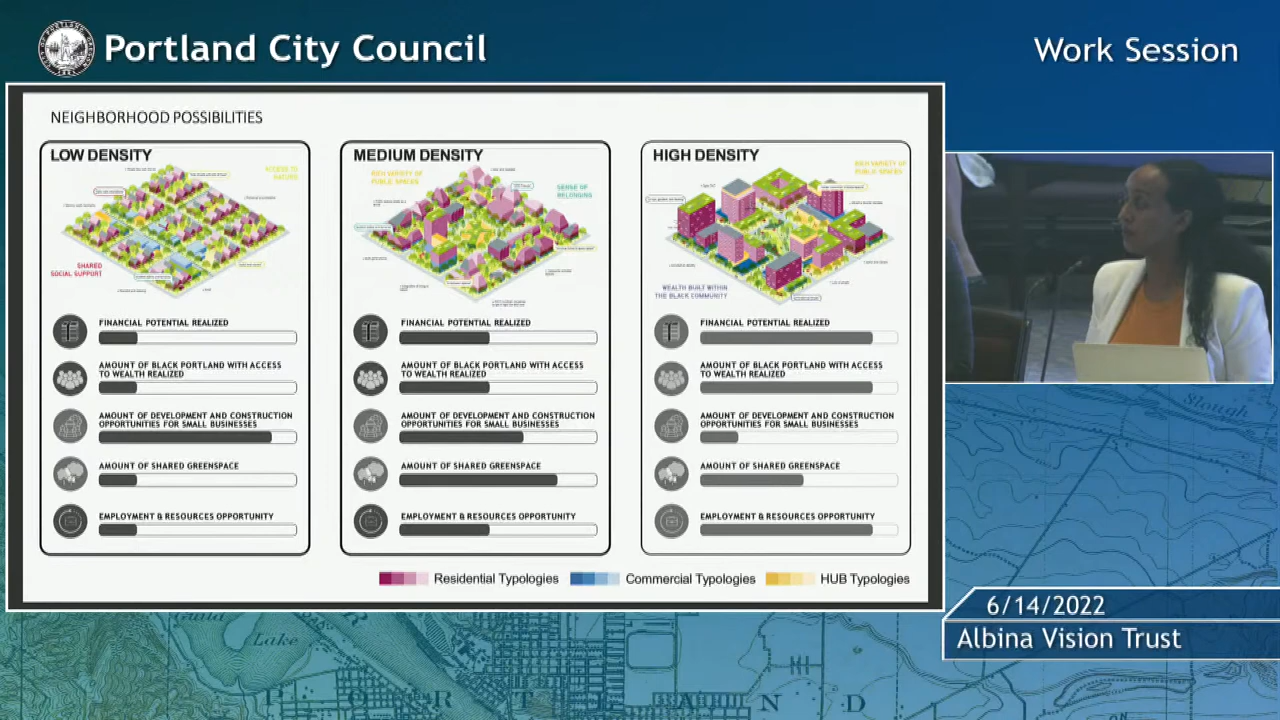 Portland City Council
Work Session
NEIGHBORHOOD POSSIBILITIES
LOW DENSITY
ACCESS TO
NATURE
SHARED
SOCIAL SUPPORT
FINANCIAL POTENTIAL REALIZED
AMOUNT OF BLACK PORTLAND WITH ACCESS
TO WEALTH REALIZED
AMOUNT OF DEVELOPMENT AND CONSTRUCTION
OPPORTUNITIES FOR SMALL BUSINESSES
AMOUNT OF SHARED GREENSPACE
EMPLOYMENT & RESOURCES OPPORTUNITY
MEDIUM DENSITY
RICH VARIETY OF
PUBLIC SPACES
SENSE OF
BELONGING
FINANCIAL POTENTIAL REALIZED
AMOUNT OF BLACK PORTLAND WITH ACCESS
TO WEALTH REALIZED
AMOUNT OF DEVELOPMENT AND CONSTRUCTION
OPPORTUNITIES FOR SMALL BUSINESSES
AMOUNT OF SHARED GREENSPACE
EMPLOYMENT & RESOURCES OPPORTUNITY
HIGH DENSITY
RICH VARIETY OF
PUBLIC SPACES
WEALTH BUILT WITHIN
THE BLACK COMMUNITY
FINANCIAL POTENTIAL REALIZED
AMOUNT OF BLACK PORTLAND WITH ACCESS
TO WEALTH REALIZED
AMOUNT OF DEVELOPMENT AND CONSTRUCTION
OPPORTUNITIES FOR SMALL BUSINESSES
AMOUNT OF SHARED GREENSPACE
EMPLOYMENT & RESOURCES OPPORTUNITY
Residential Typologies
Commercial Typologies
HUB Typologies
Slough
6/14/2022
Albina Vision Trust
Guild
Lake
P O R T L A N D